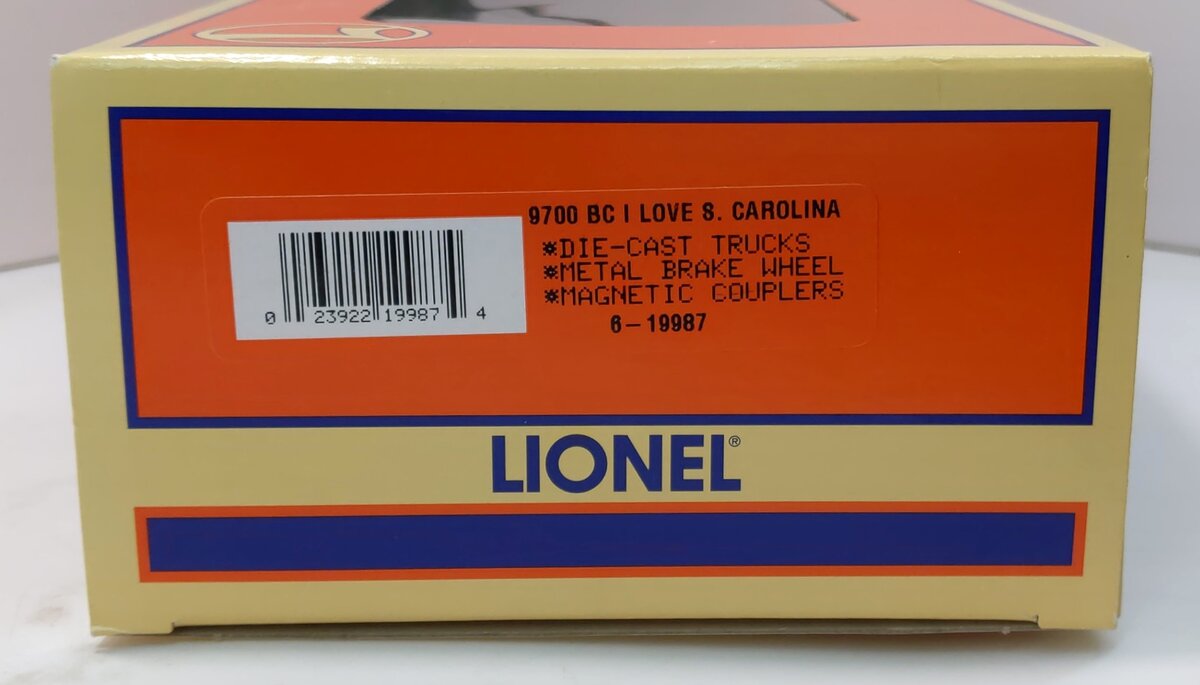 9700 BC I LOVE S. CAROLINA
*DIE-CAST TRUCKS
*METAL BRAKE WHEEL
*MAGNETIC COUPLERS
6-19987
0 23922 19987 4
LIONEL®